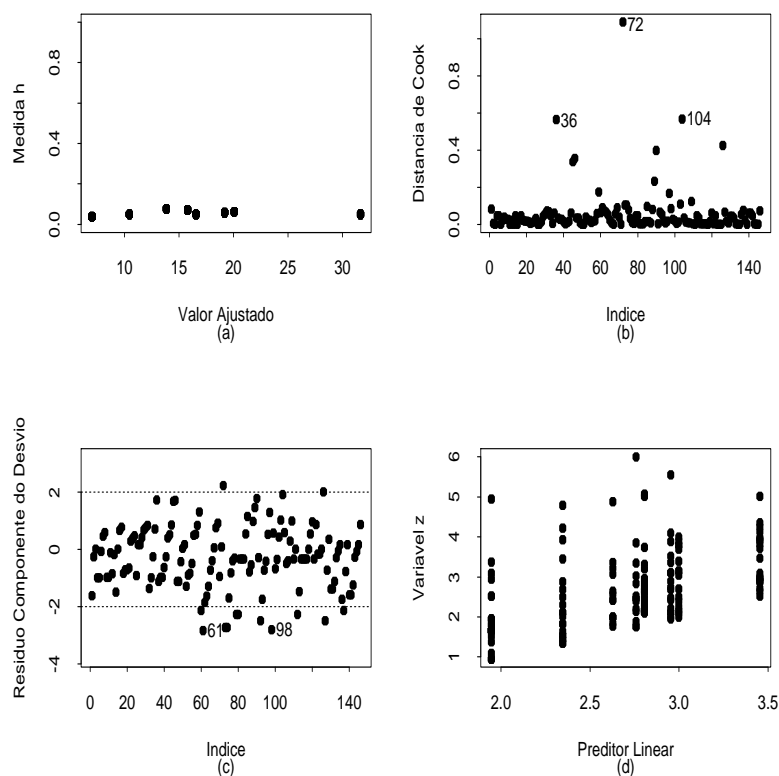 Medida h
0.0 0.4 0.8
10 15 20 25 30
Valor Ajustado
(a)
Distancia de Cook
0.0 0.4 0.8
72
36
104
0 20 40 60 80 100 140
Indice
(b)
Residuo Componente do Desvio
-4 -2 0 2
61
98
0 20 40 60 80 100 140
Indice
(c)
Variavel z
1 2 3 4 5 6
2.0 2.5 3.0 3.5
Preditor Linear
(d)